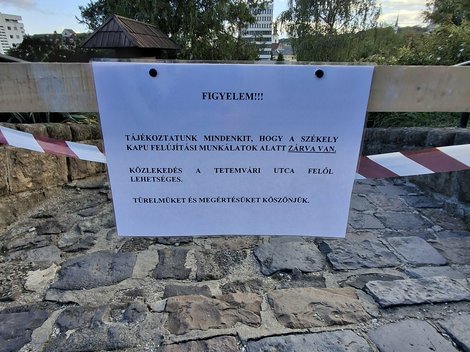 FIGYELEM!!!
TÁJÉKOZTATUNK MINDENKIT, HOGY A SZÉKELY
KAPU FELÚJÍTÁSI MUNKÁLATOK ALATT ZÁRVA VAN.
KÖZLEKEDÉS A TETEMVÁRI UTCA FELŐL
LEHETSÉGES.
TÜRELMÜKET ÉS MEGÉRTÉSÜKET KÖSZÖNJÜK.